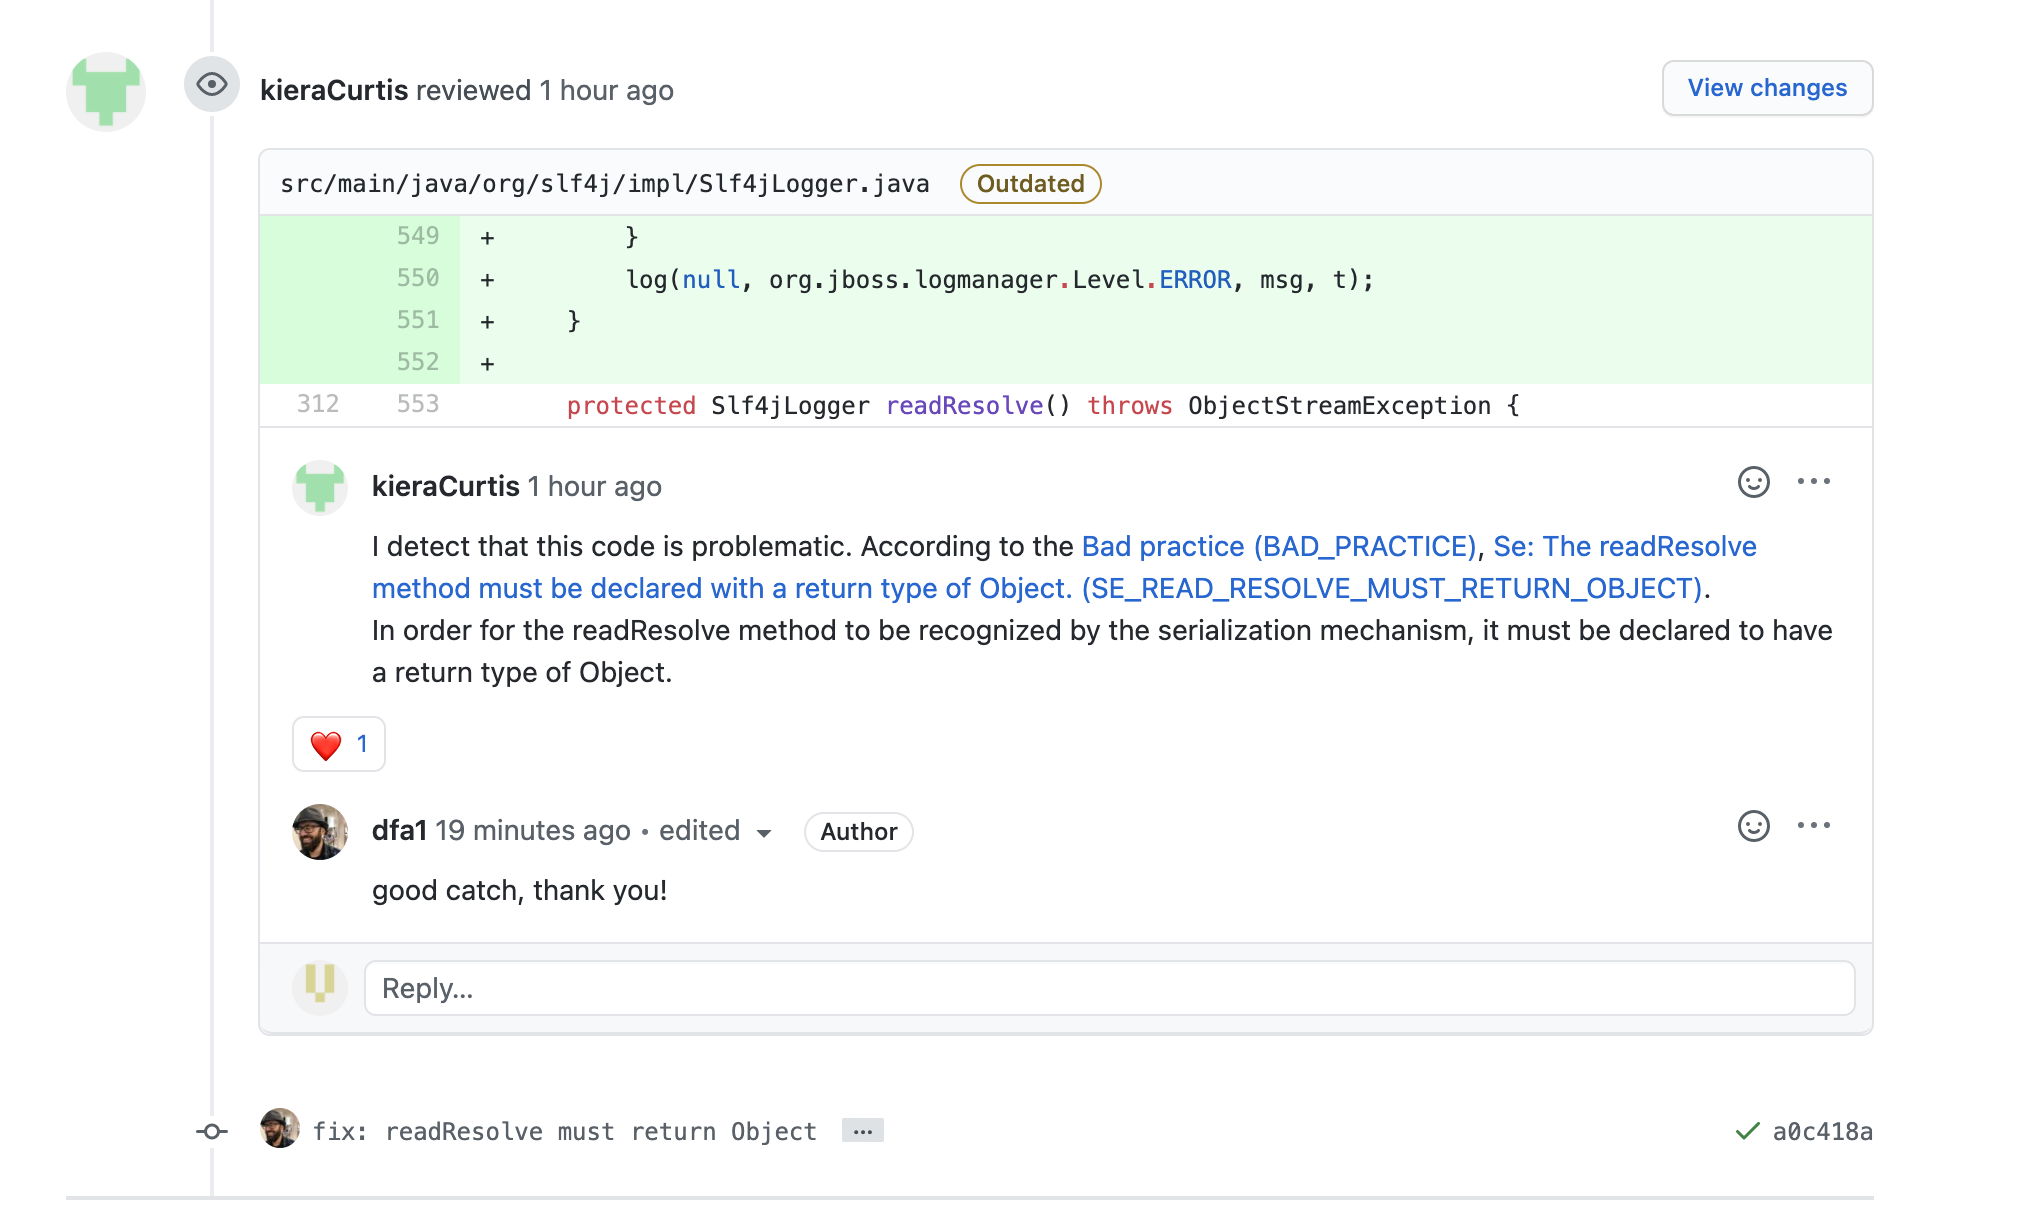 kieraCurtis reviewed 1 hour ago
View changes
src/main/java/org/slf4j/impl/Slf4jLogger.java Outdated
549 + }
550 + log(null, org.jboss.logmanager.Level.ERROR, msg, t);
551 + }
552 +
312 553 protected Slf4jLogger readResolve() throws ObjectStreamException {
kieraCurtis 1 hour ago
I detect that this code is problematic. According to the Bad practice (BAD_PRACTICE), Se: The readResolve
method must be declared with a return type of Object. (SE_READ_RESOLVE_MUST_RETURN_OBJECT).
In order for the readResolve method to be recognized by the serialization mechanism, it must be declared to have
a return type of Object.
❤️ 1
dfa1 19 minutes ago • edited Author
good catch, thank you!
Reply...
fix: readResolve must return Object ... a0c418a